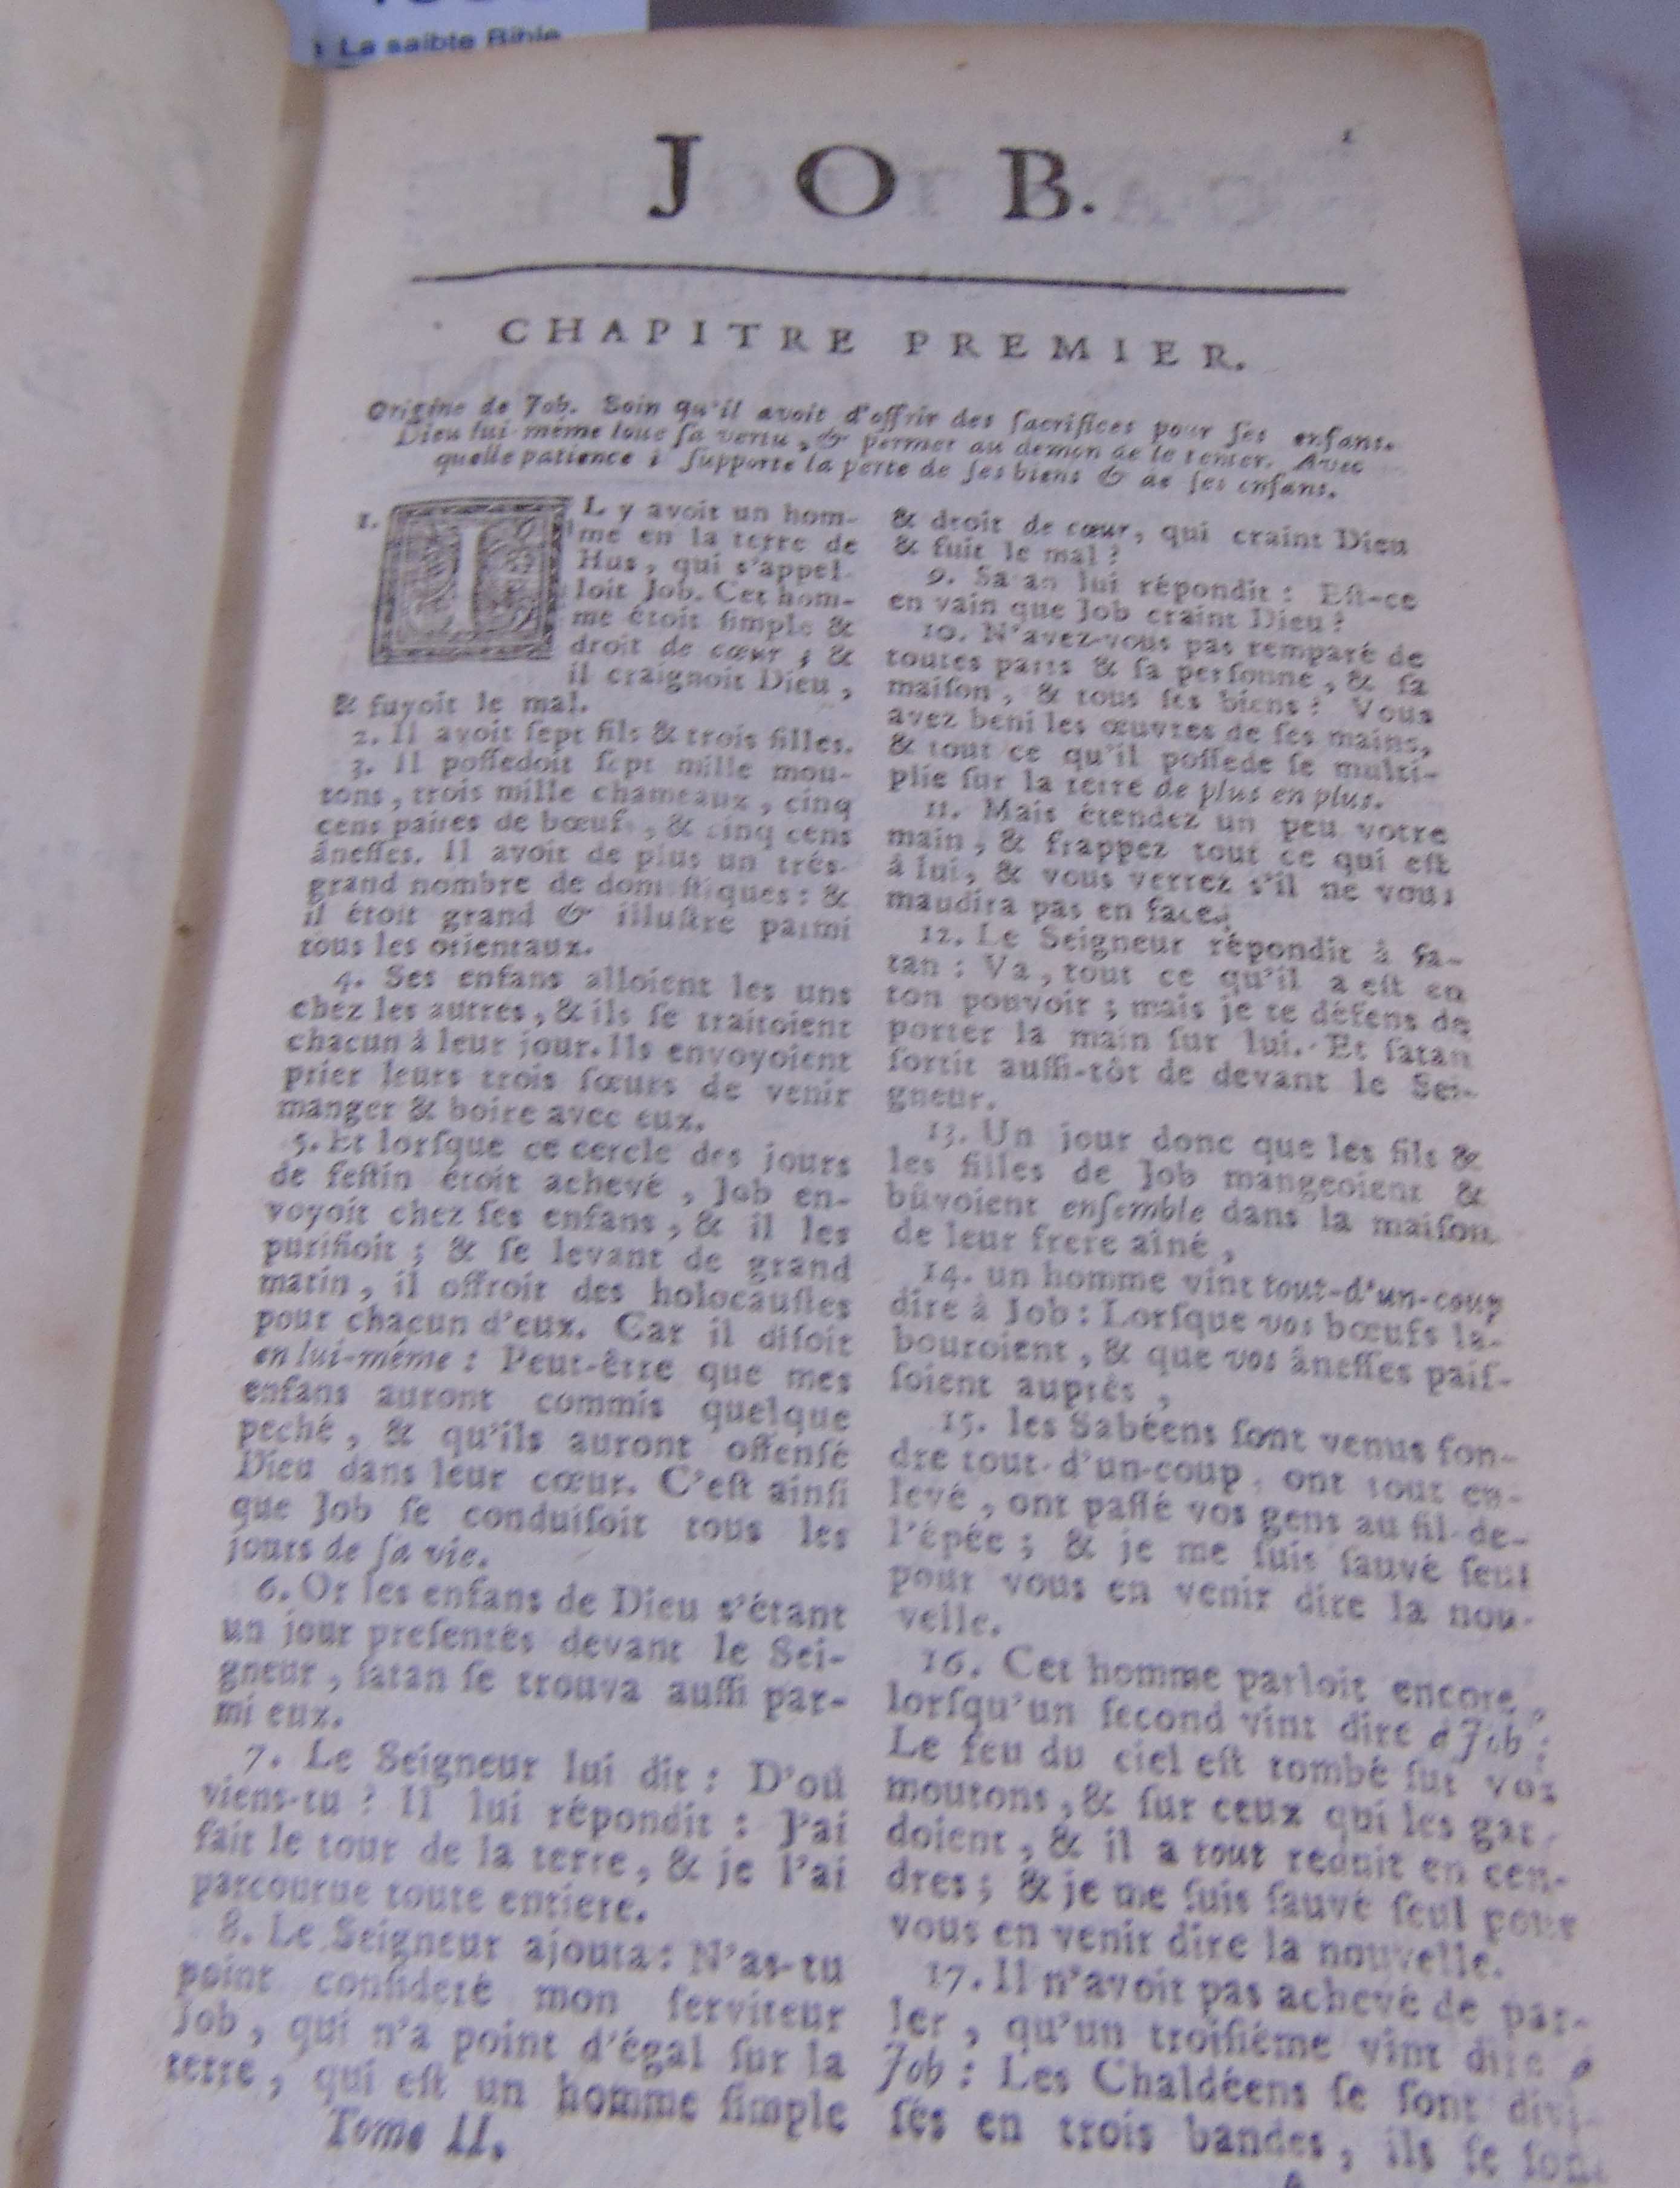 La saibte Bible
1
JOB.
CHAPITRE PREMIER.
Origine de Job. Soin qu'il avoit d'offrir des ſacrifices pour ſes enfans.
Dieu lui-même loue ſa vertu, & permet au demon de le tenter. Avec
quelle patience i ſupporte la perte de ſes biens & de ſes enfans.
1. IL y avoit un hom-
me en la terre de
Hus, qui s'appel-
loit Job. Cet hom-
me étoit ſimple &
droit de cœur ; &
il craignoit Dieu,
& fuyoit le mal.
2. Il avoit ſept fils & trois filles.
3. Il poſſedoit ſept mille mou-
tons, trois mille chameaux, cinq
cens paires de bœufs, & cinq cens
âneſſes. Il avoit de plus un trés-
grand nombre de domeſtiques : &
il étoit grand & illuſtre parmi
tous les orientaux.
4. Ses enfans alloient les uns
chez les autres, & ils ſe traitoient
chacun à leur jour. Ils envoyoient
prier leurs trois ſœurs de venir
manger & boire avec eux.
5. Et lorſque ce cercle des jours
de feſtin étoit achevé, Job en-
voyoit chez ſes enfans, & il les
purifioit ; & ſe levant de grand
matin, il offroit des holocauſtes
pour chacun d'eux. Car il diſoit
en lui-même : Peut-être que mes
enfans auront commis quelque
peché, & qu'ils auront offenſé
Dieu dans leur cœur. C'eſt ainſi
que Job ſe conduiſoit tous les
jours de ſa vie.
6. Or les enfans de Dieu s'étant
un jour preſentés devant le Sei-
gneur, ſatan ſe trouva auſſi par-
mi eux.
7. Le Seigneur lui dit : D'où
viens-tu ? Il lui répondit : J'ai
fait le tour de la terre, & je l'ai
parcourue toute entiere.
8. Le Seigneur ajouta : N'as-tu
point conſideré mon ſerviteur
Job, qui n'a point d'égal ſur la
terre, qui eſt un homme ſimple
Tome II.
& droit de cœur, qui craint Dieu
& fuit le mal ?
9. Satan lui répondit : Eſt-ce
en vain que Job craint Dieu ?
10. N'avez-vous pas remparé de
toutes parts & ſa perſonne, & ſa
maiſon, & tous ſes biens ? Vous
avez beni les œuvres de ſes mains,
& tout ce qu'il poſſede ſe multi-
plie ſur la terre de plus en plus.
11. Mais étendez un peu votre
main, & frappez tout ce qui eſt
à lui, & vous verrez s'il ne vous
maudira pas en face.
12. Le Seigneur répondit à ſa-
tan : Va, tout ce qu'il a eſt en
ton pouvoir ; mais je te défens de
porter la main ſur lui. Et ſatan
ſortit auſſi-tôt de devant le Sei-
gneur.
13. Un jour donc que les fils &
les filles de Job mangeoient &
bûvoient enſemble dans la maiſon
de leur frere aîné,
14. un homme vint tout-d'un-coup
dire à Job : Lorſque vos bœufs la-
bouroient, & que vos âneſſes paiſ-
ſoient auprès,
15. les Sabéens ſont venus fon-
dre tout-d'un-coup, ont tout en-
levé, ont paſſé vos gens au fil de
l'épée ; & je me ſuis ſauvé ſeul
pour vous en venir dire la nou-
velle.
16. Cet homme parloit encore,
lorſqu'un ſecond vint dire à Job :
Le feu du ciel eſt tombé ſur vos
moutons, & ſur ceux qui les gar-
doient, & il a tout reduit en cen-
dres ; & je me ſuis ſauvé ſeul pour
vous en venir dire la nouvelle.
17. Il n'avoit pas achevé de par-
ler, qu'un troiſiéme vint dire à
Job : Les Chaldéens ſe ſont divi-
ſés en trois bandes, ils ſe ſont